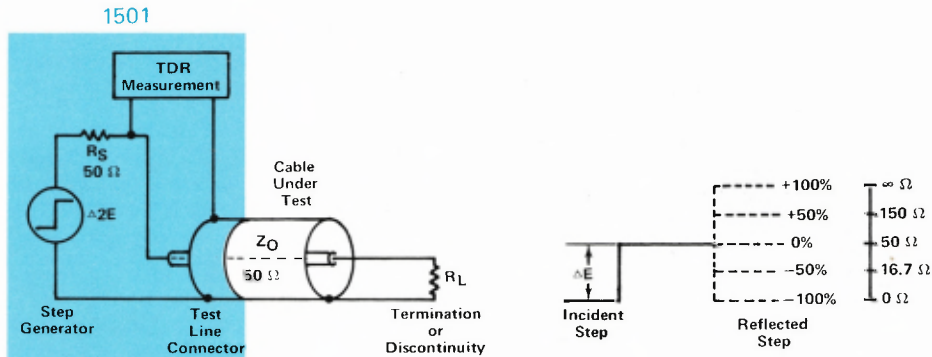 1501
TDR
Measurement
RS
50 Ω
Δ2E
Cable
Under
Test
ZO
50 Ω
RL
Step
Generator
Test
Line
Connector
Termination
or
Discontinuity
ΔE
Incident
Step
+100%
+50%
0%
−50%
−100%
Reflected
Step
∞ Ω
150 Ω
50 Ω
16.7 Ω
0 Ω